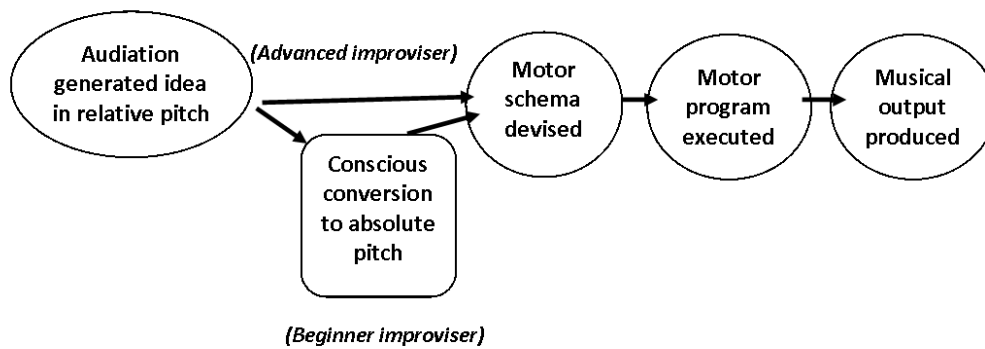 Audiation
generated idea
in relative pitch
(Advanced improviser)
Motor
schema
devised
Motor
program
executed
Musical
output
produced
Conscious
conversion
to absolute
pitch
(Beginner improviser)